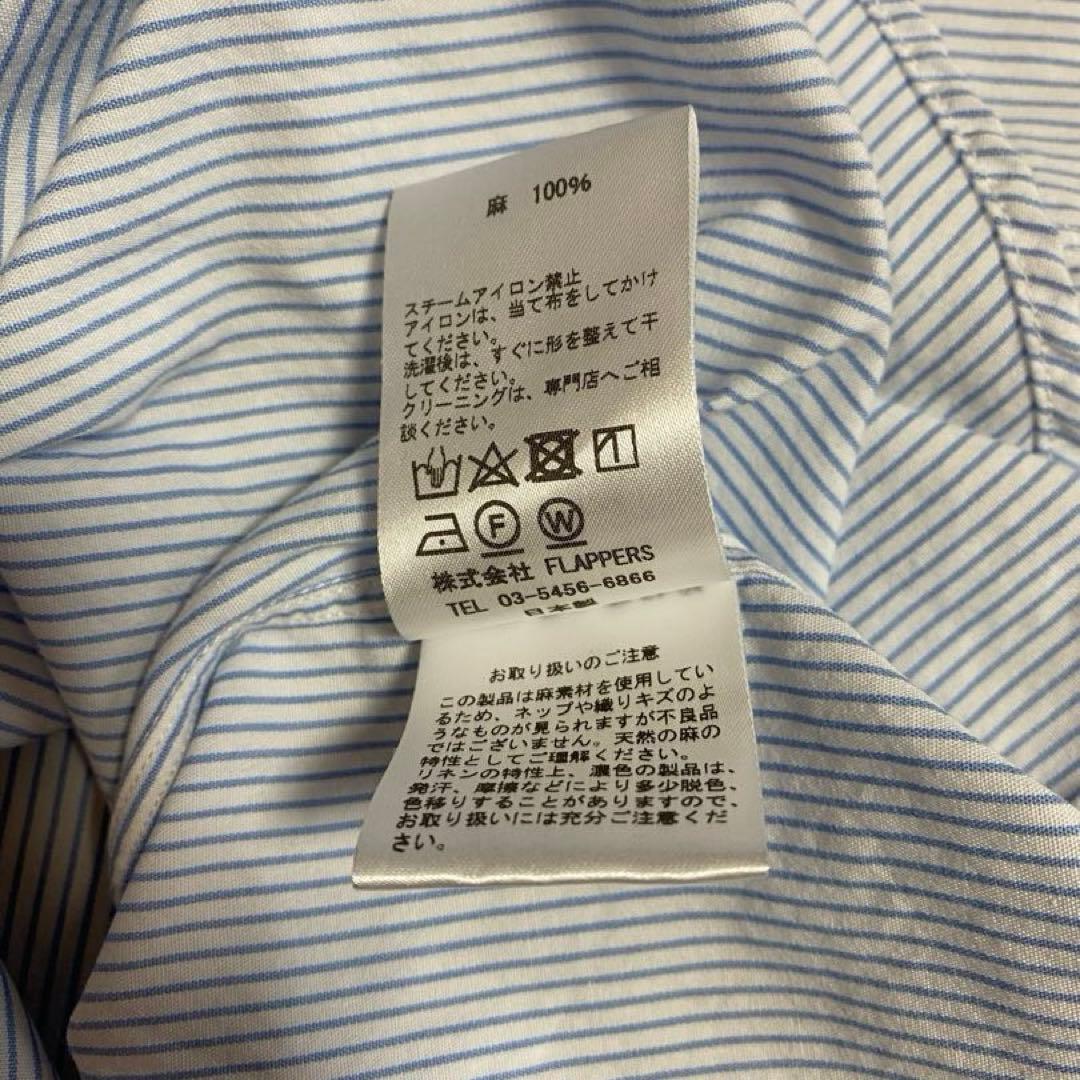 麻 100%
スチームアイロン禁止
アイロンは、当て布をしてかけ
てください。
洗濯後は、すぐに形を整えて干
してください。
クリーニングは、専門店へご相
談ください。
F W
株式会社 FLAPPERS
TEL 03-5456-6866
日本製
お取り扱いのご注意
この製品は麻素材を使用してい
るため、ネップや織りキズのよ
うなものが見られますが不良品
ではございません。天然の麻の
特性としてご理解ください。
リネンの特性上、濃色の製品は、
発汗、摩擦などにより多少脱色、
色移りすることがありますので、
お取り扱いには充分ご注意くだ
さい。